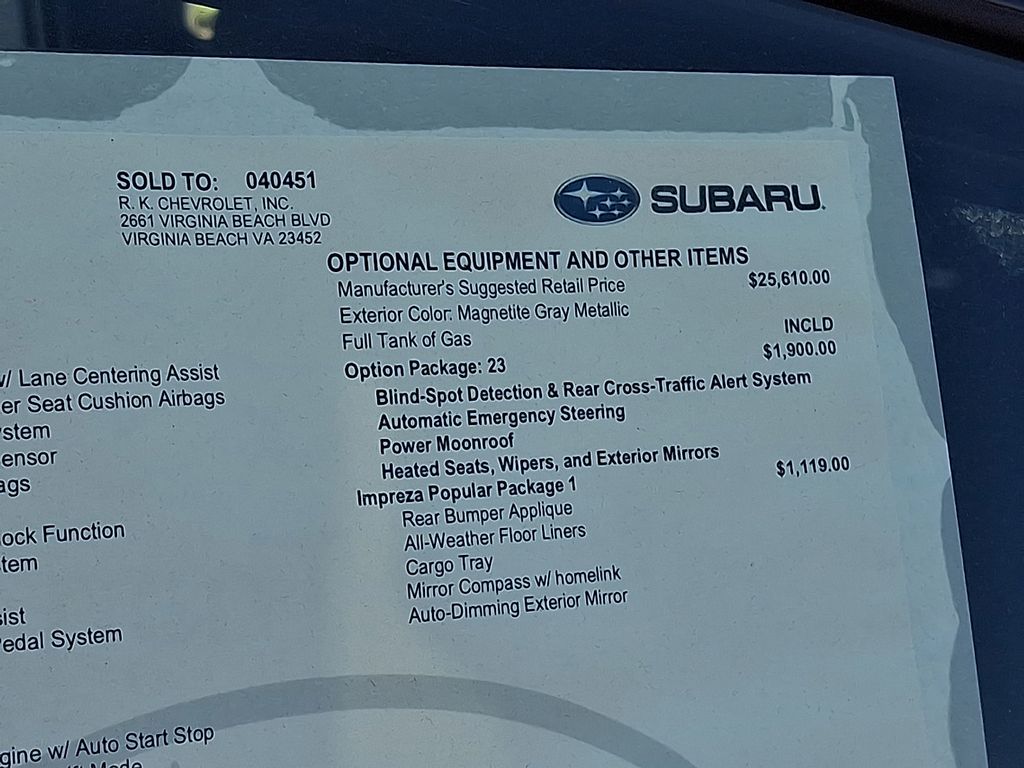 SOLD TO: 040451
R. K. CHEVROLET, INC.
2661 VIRGINIA BEACH BLVD
VIRGINIA BEACH VA 23452
SUBARU.
OPTIONAL EQUIPMENT AND OTHER ITEMS
Manufacturer's Suggested Retail Price $25,610.00
Exterior Color: Magnetite Gray Metallic
Full Tank of Gas INCLD
Option Package: 23 $1,900.00
Blind-Spot Detection & Rear Cross-Traffic Alert System
Automatic Emergency Steering
Power Moonroof
Heated Seats, Wipers, and Exterior Mirrors
Impreza Popular Package 1 $1,119.00
Rear Bumper Applique
All-Weather Floor Liners
Cargo Tray
Mirror Compass w/ homelink
Auto-Dimming Exterior Mirror
w/ Lane Centering Assist
er Seat Cushion Airbags
ystem
ensor
ags
ock Function
tem
sist
Pedal System
gine w/ Auto Start Stop
Mode